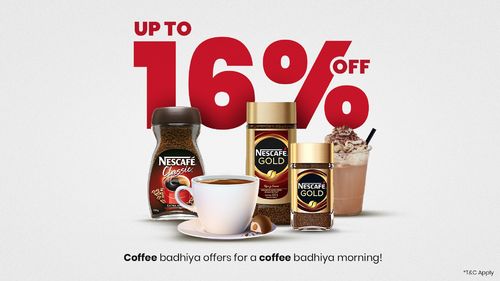 UP TO
16%
OFF
NESCAFÉ
Classic
NESCAFÉ
GOLD
NESCAFÉ
GOLD
Coffee badhiya offers for a coffee badhiya morning!
*T&C Apply